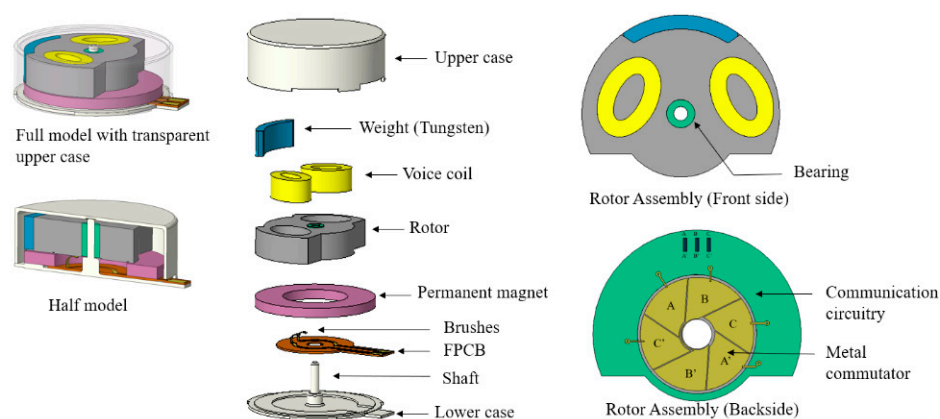 Full model with transparent
upper case
Half model
Upper case
Weight (Tungsten)
Voice coil
Rotor
Permanent magnet
Brushes
FPCB
Shaft
Lower case
Bearing
Rotor Assembly (Front side)
A B C
A' B' C'
A
B
C
C'
A'
B'
Communication
circuitry
Metal
commutator
Rotor Assembly (Backside)